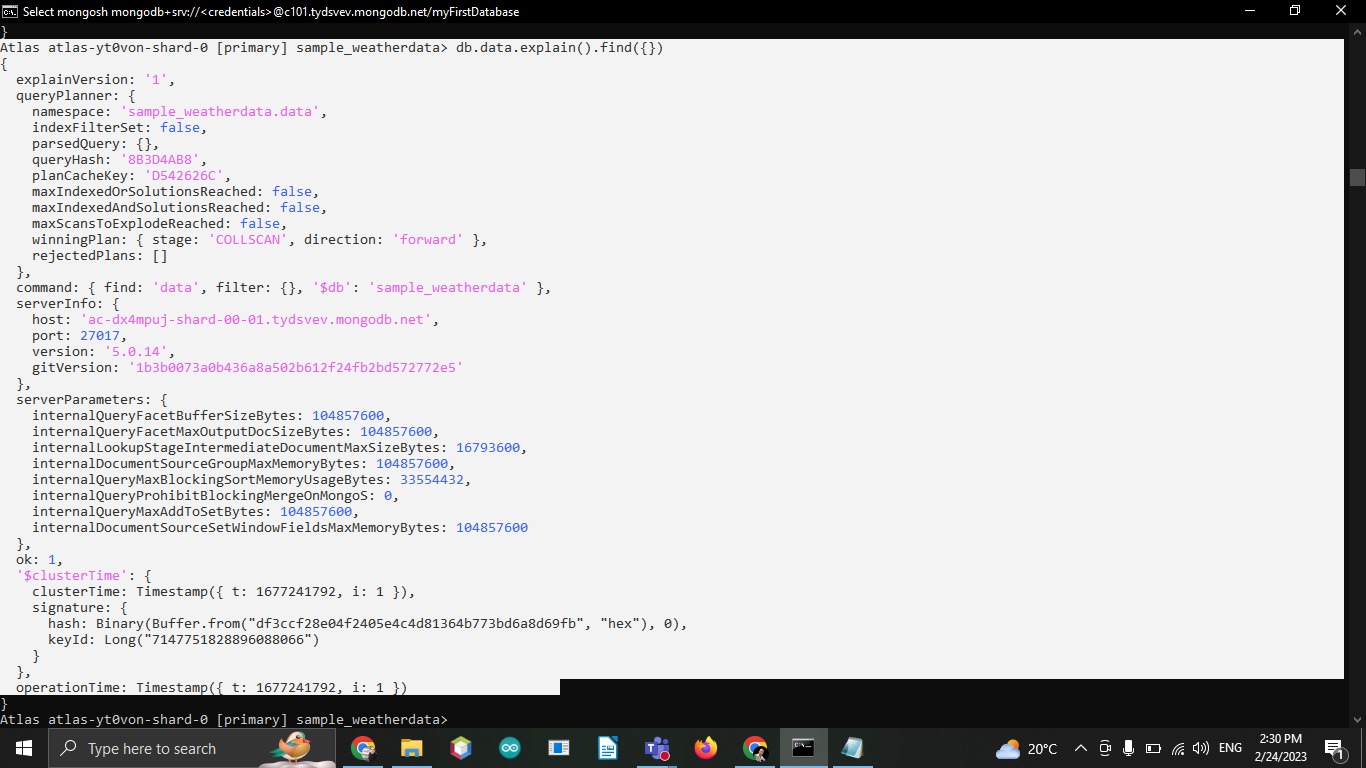 Select mongosh mongodb+srv://<credentials>@c101.tydsvev.mongodb.net/myFirstDatabase
}
Atlas atlas-yt0von-shard-0 [primary] sample_weatherdata> db.data.explain().find({})
{
  explainVersion: '1',
  queryPlanner: {
    namespace: 'sample_weatherdata.data',
    indexFilterSet: false,
    parsedQuery: {},
    queryHash: '8B3D4AB8',
    planCacheKey: 'D542626C',
    maxIndexedOrSolutionsReached: false,
    maxIndexedAndSolutionsReached: false,
    maxScansToExplodeReached: false,
    winningPlan: { stage: 'COLLSCAN', direction: 'forward' },
    rejectedPlans: []
  },
  command: { find: 'data', filter: {}, '$db': 'sample_weatherdata' },
  serverInfo: {
    host: 'ac-dx4mpuj-shard-00-01.tydsvev.mongodb.net',
    port: 27017,
    version: '5.0.14',
    gitVersion: '1b3b0073a0b436a8a502b612f24fb2bd572772e5'
  },
  serverParameters: {
    internalQueryFacetBufferSizeBytes: 104857600,
    internalQueryFacetMaxOutputDocSizeBytes: 104857600,
    internalLookupStageIntermediateDocumentMaxSizeBytes: 16793600,
    internalDocumentSourceGroupMaxMemoryBytes: 104857600,
    internalQueryMaxBlockingSortMemoryUsageBytes: 33554432,
    internalQueryProhibitBlockingMergeOnMongoS: 0,
    internalQueryMaxAddToSetBytes: 104857600,
    internalDocumentSourceSetWindowFieldsMaxMemoryBytes: 104857600
  },
  ok: 1,
  '$clusterTime': {
    clusterTime: Timestamp({ t: 1677241792, i: 1 }),
    signature: {
      hash: Binary(Buffer.from("df3ccf28e04f2405e4c4d81364b773bd6a8d69fb", "hex"), 0),
      keyId: Long("7147751828896088066")
    }
  },
  operationTime: Timestamp({ t: 1677241792, i: 1 })
}
Atlas atlas-yt0von-shard-0 [primary] sample_weatherdata>
Type here to search
20°C
ENG
2:30 PM
2/24/2023
1